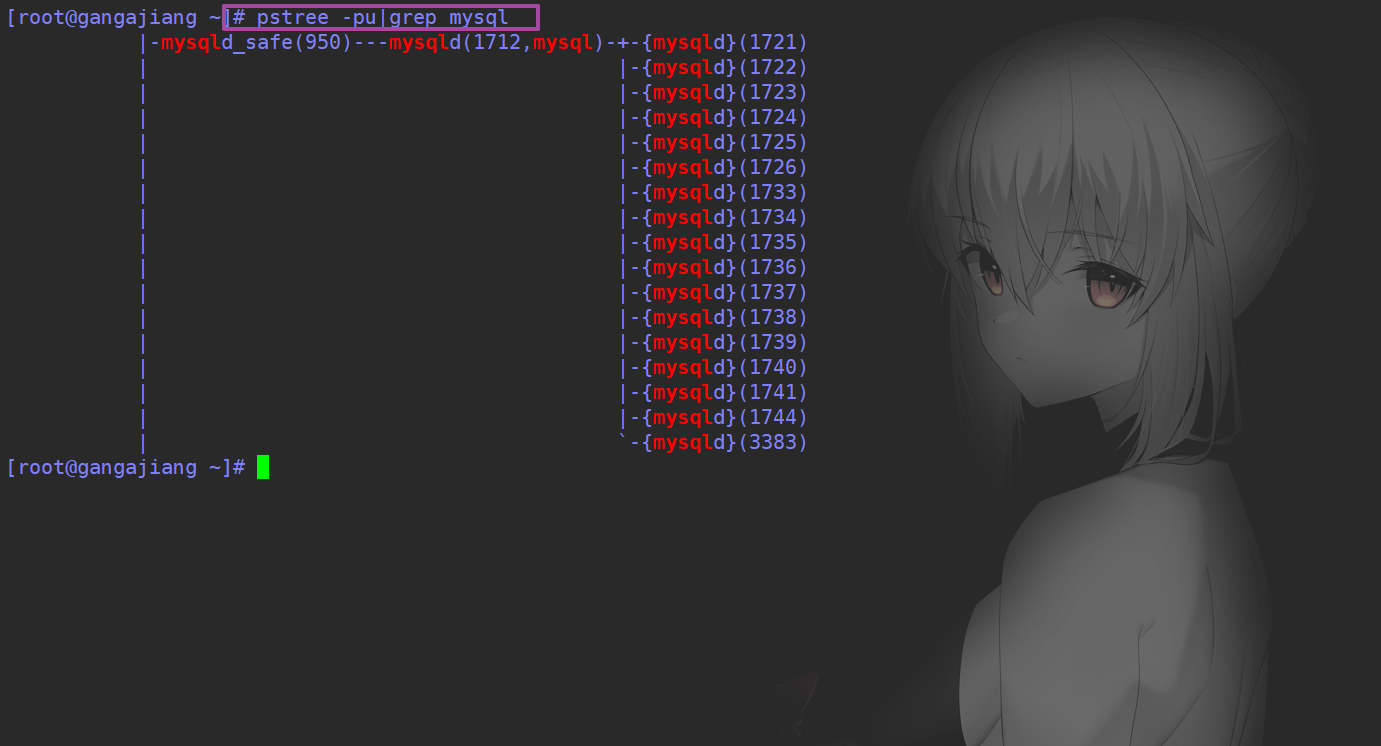 [root@gangajiang ~]# pstree -pu|grep mysql
           |-mysqld_safe(950)---mysqld(1712,mysql)-+-{mysqld}(1721)
           |                                       |-{mysqld}(1722)
           |                                       |-{mysqld}(1723)
           |                                       |-{mysqld}(1724)
           |                                       |-{mysqld}(1725)
           |                                       |-{mysqld}(1726)
           |                                       |-{mysqld}(1733)
           |                                       |-{mysqld}(1734)
           |                                       |-{mysqld}(1735)
           |                                       |-{mysqld}(1736)
           |                                       |-{mysqld}(1737)
           |                                       |-{mysqld}(1738)
           |                                       |-{mysqld}(1739)
           |                                       |-{mysqld}(1740)
           |                                       |-{mysqld}(1741)
           |                                       |-{mysqld}(1744)
           |                                       `-{mysqld}(3383)
[root@gangajiang ~]#